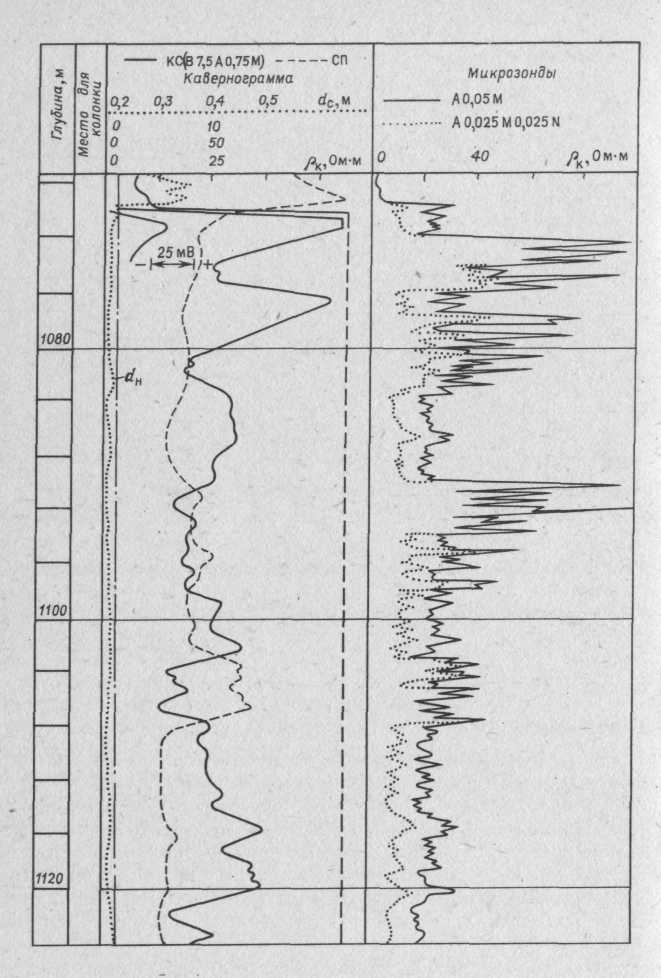 Глубина, м
Место для колонки
КС(В 7,5 А 0,75 М) СП
Кавернограмма
0,2 0,3 0,4 0,5 dс, м
0 10
0 50
0 25 ρк, Ом·м
Микрозонды
А 0,05 М
А 0,025 М 0,025 N
0 40 ρк, Ом·м
– 25 мВ +
1080
dн
1100
1120